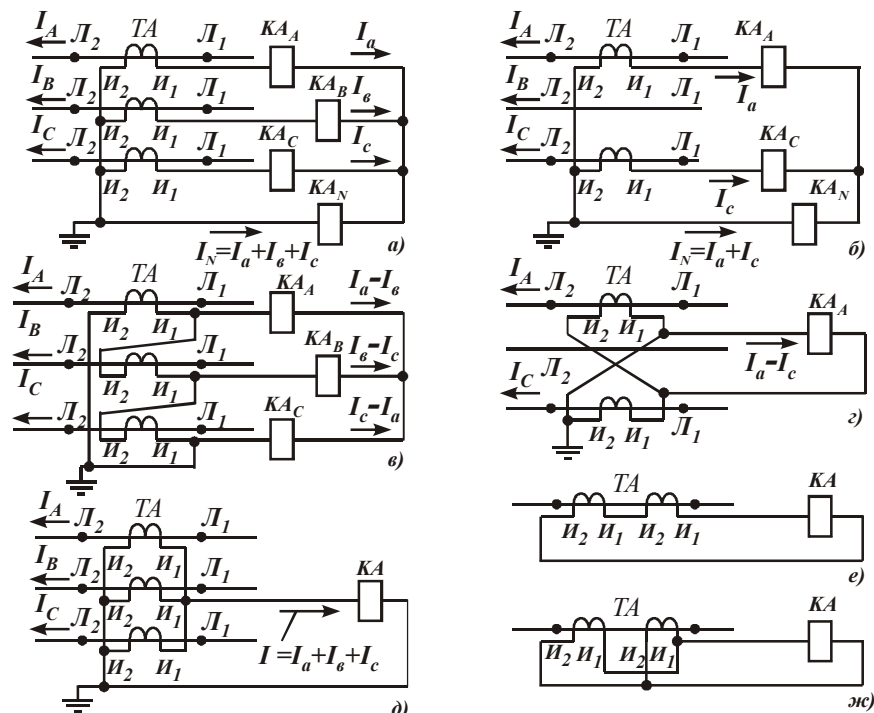 I_A Л_2 TA Л_1 KA_A I_a
I_B Л_2 И_2 И_1 Л_1 KA_B I_в
I_C Л_2 И_2 И_1 Л_1 KA_C I_c
И_2 И_1 KA_N
I_N=I_a+I_в+I_c а)
I_A Л_2 TA Л_1 KA_A
I_B Л_2 И_2 И_1 Л_1 I_a
I_C Л_2 Л_1 KA_C
И_2 И_1 I_c KA_N
I_N=I_a+I_c б)
I_A Л_2 TA Л_1 KA_A I_a-I_в
I_B Л_2 И_2 И_1 Л_1 KA_B I_в-I_c
I_C Л_2 И_2 И_1 Л_1 KA_C I_c-I_a
И_2 И_1 в)
I_A Л_2 TA Л_1 KA_A
И_2 И_1 I_a-I_c
I_C Л_2
И_2 И_1 Л_1 г)
I_A Л_2 TA Л_1
I_B Л_2 И_2 И_1 Л_1 KA
I_C Л_2 И_2 И_1 Л_1
И_2 И_1 I=I_a+I_в+I_c
д)
TA KA
И_2 И_1 И_2 И_1
е)
TA KA
И_2 И_1 И_2 И_1
ж)